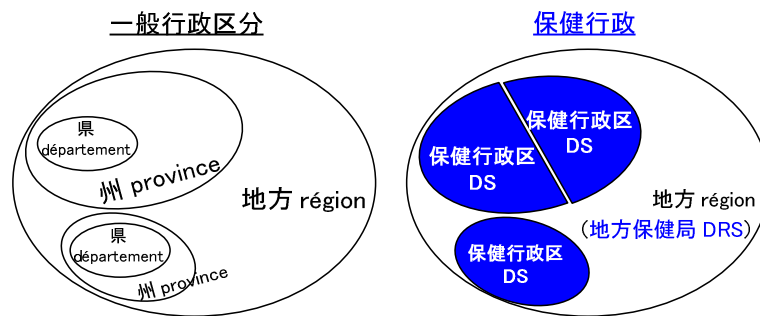 一般行政区分
県
département
州 province
地方 région
県
département
州 province
保健行政
保健行政区
DS
保健行政区
DS
地方 région
（地方保健局 DRS）
保健行政区
DS